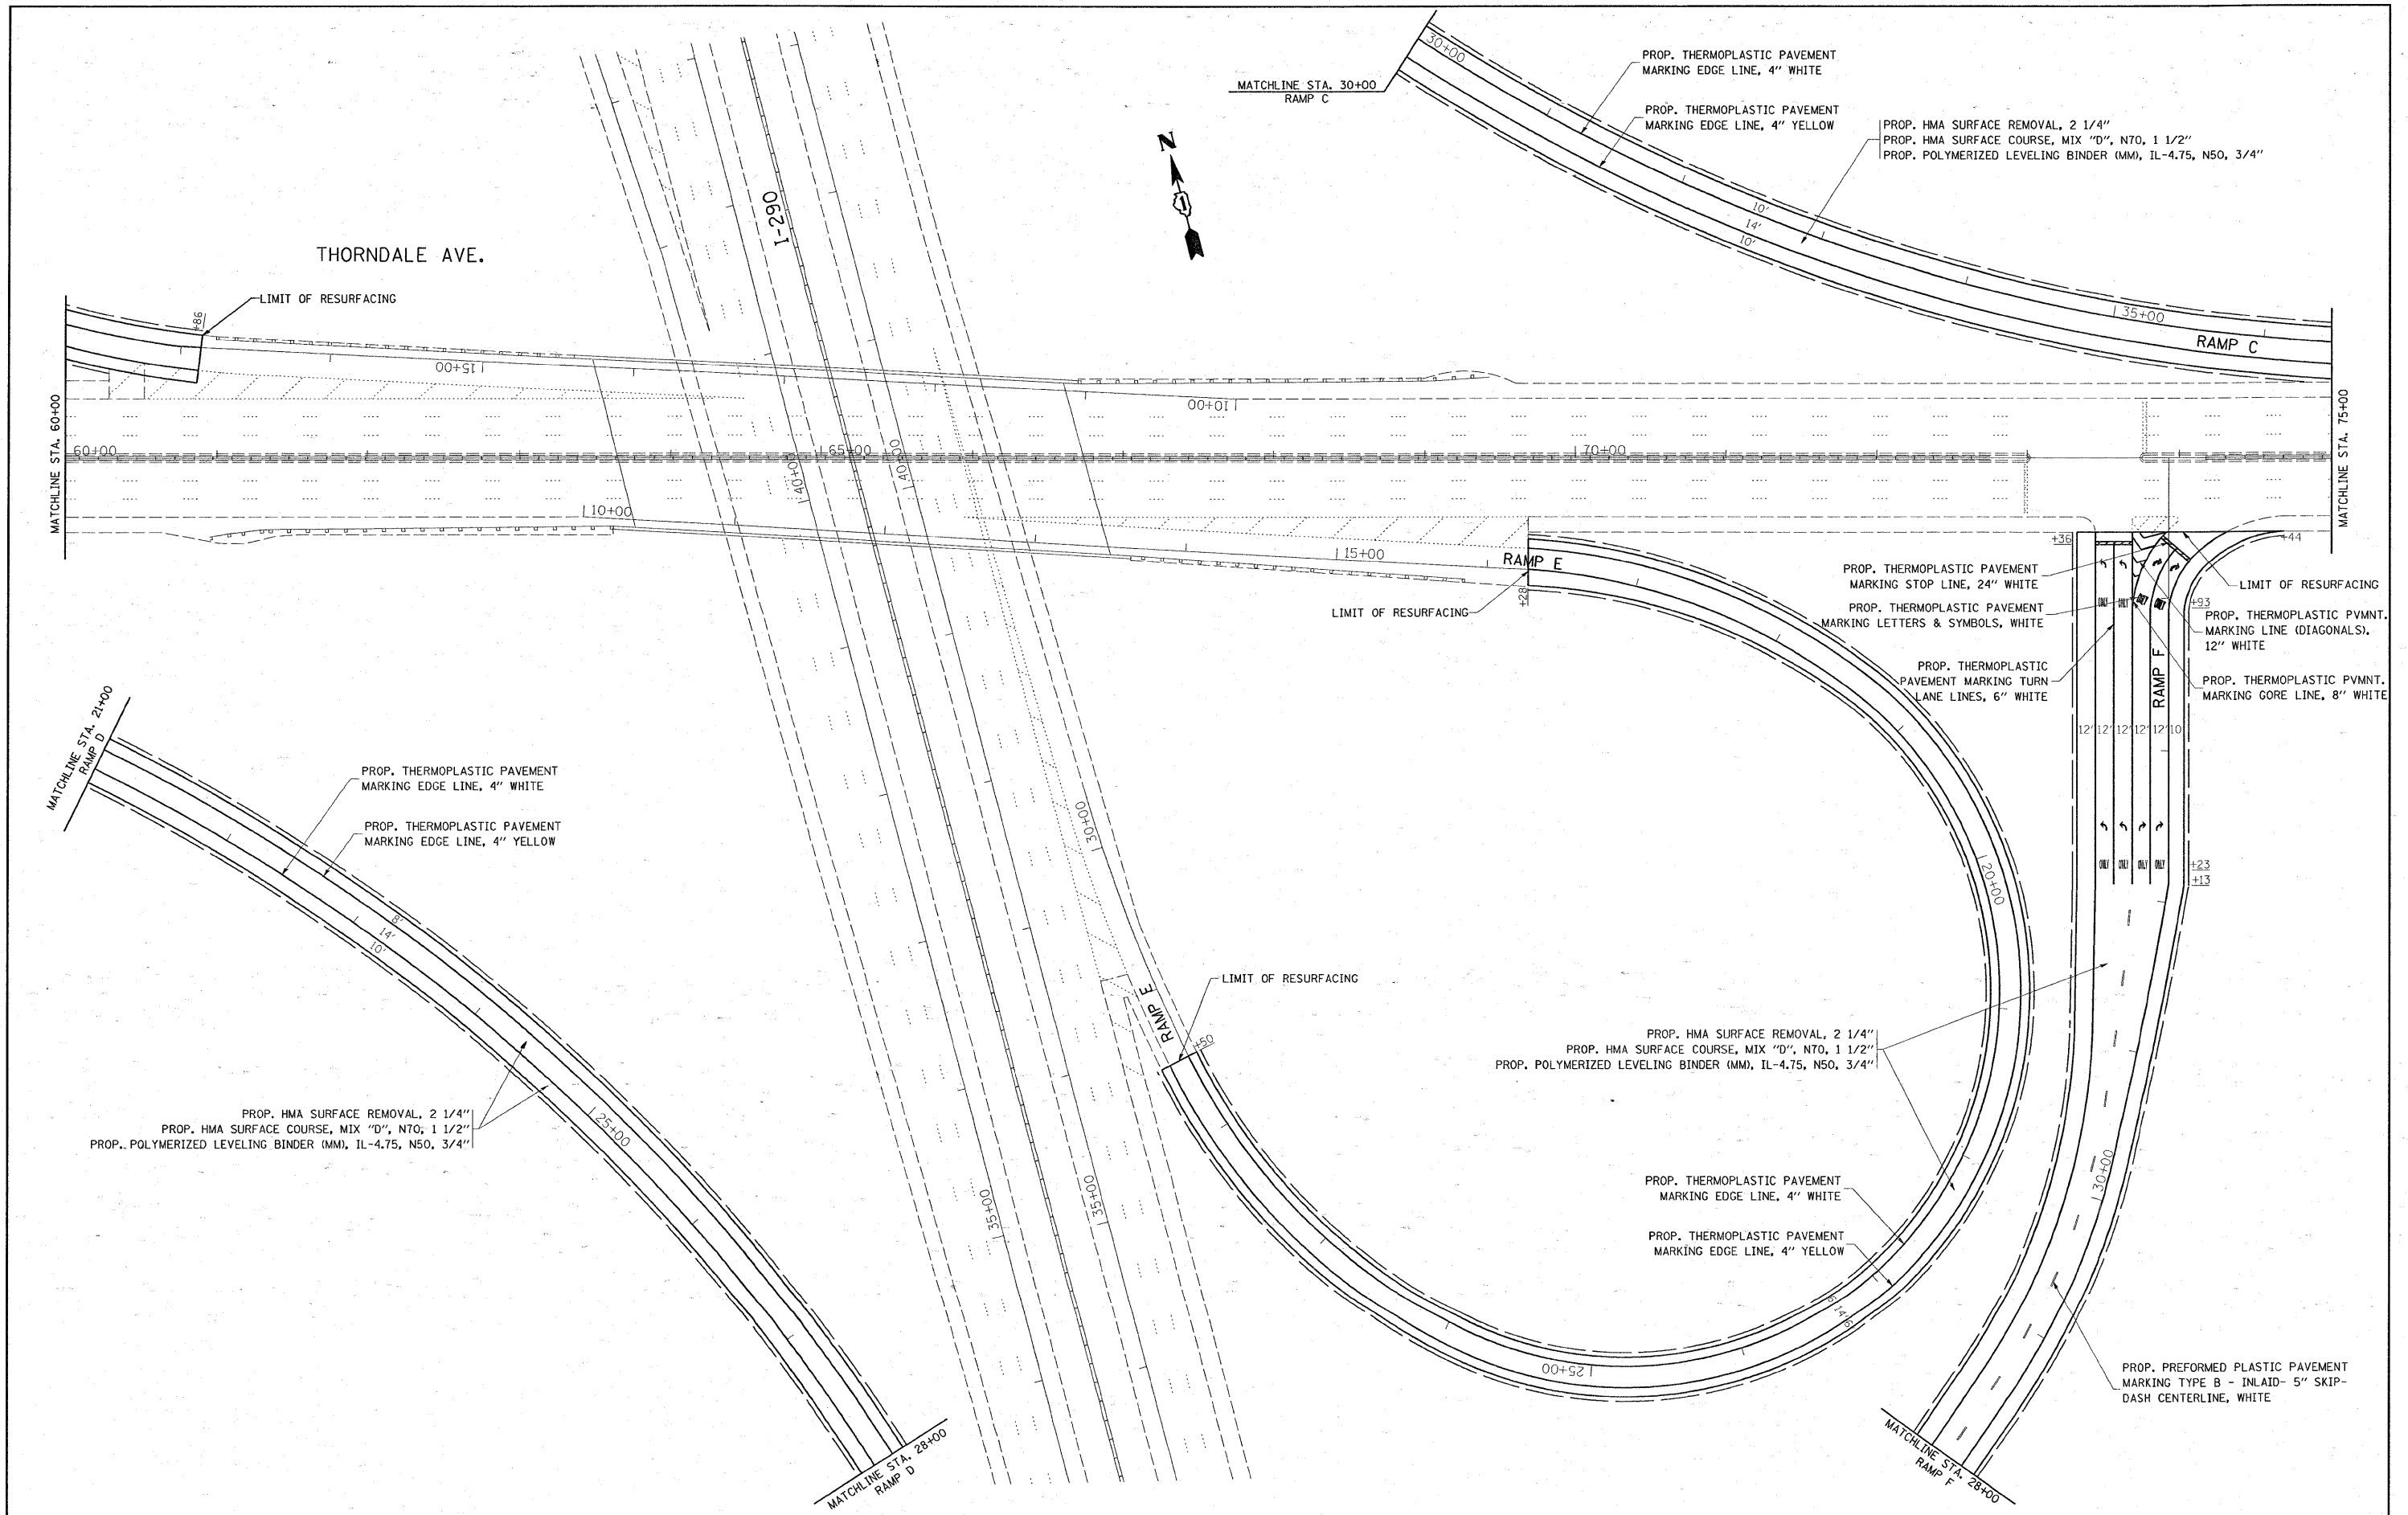 30+00
MATCHLINE STA. 30+00
RAMP C
PROP. THERMOPLASTIC PAVEMENT
MARKING EDGE LINE, 4" WHITE
PROP. THERMOPLASTIC PAVEMENT
MARKING EDGE LINE, 4" YELLOW
PROP. HMA SURFACE REMOVAL, 2 1/4"
PROP. HMA SURFACE COURSE, MIX "D", N70, 1 1/2"
PROP. POLYMERIZED LEVELING BINDER (MM), IL-4.75, N50, 3/4"
N
1
10'
14'
10'
35+00
RAMP C
I-290
THORNDALE AVE.
LIMIT OF RESURFACING
+86
15+00
10+00
MATCHLINE STA. 60+00
60+00
65+00
70+00
MATCHLINE STA. 75+00
40+00
40+00
10+00
15+00
RAMP E
+28
LIMIT OF RESURFACING
+36
+44
PROP. THERMOPLASTIC PAVEMENT
MARKING STOP LINE, 24" WHITE
PROP. THERMOPLASTIC PAVEMENT
MARKING LETTERS & SYMBOLS, WHITE
PROP. THERMOPLASTIC
PAVEMENT MARKING TURN
LANE LINES, 6" WHITE
LIMIT OF RESURFACING
+93
PROP. THERMOPLASTIC PVMNT.
MARKING LINE (DIAGONALS),
12" WHITE
PROP. THERMOPLASTIC PVMNT.
MARKING GORE LINE, 8" WHITE
ONLY ONLY ONLY ONLY
RAMP F
12' 12' 12' 12' 12' 10
ONLY ONLY ONLY ONLY
+23
+13
MATCHLINE STA. 21+00
RAMP D
PROP. THERMOPLASTIC PAVEMENT
MARKING EDGE LINE, 4" WHITE
PROP. THERMOPLASTIC PAVEMENT
MARKING EDGE LINE, 4" YELLOW
8'
14'
10'
PROP. HMA SURFACE REMOVAL, 2 1/4"
PROP. HMA SURFACE COURSE, MIX "D", N70, 1 1/2"
PROP. POLYMERIZED LEVELING BINDER (MM), IL-4.75, N50, 3/4"
25+00
MATCHLINE STA. 28+00
RAMP D
30+00
RAMP E
+50
LIMIT OF RESURFACING
35+00
35+00
20+00
PROP. HMA SURFACE REMOVAL, 2 1/4"
PROP. HMA SURFACE COURSE, MIX "D", N70, 1 1/2"
PROP. POLYMERIZED LEVELING BINDER (MM), IL-4.75, N50, 3/4"
PROP. THERMOPLASTIC PAVEMENT
MARKING EDGE LINE, 4" WHITE
PROP. THERMOPLASTIC PAVEMENT
MARKING EDGE LINE, 4" YELLOW
25+00
30+00
PROP. PREFORMED PLASTIC PAVEMENT
MARKING TYPE B - INLAID- 5" SKIP-
DASH CENTERLINE, WHITE
MATCHLINE STA. 28+00
RAMP F